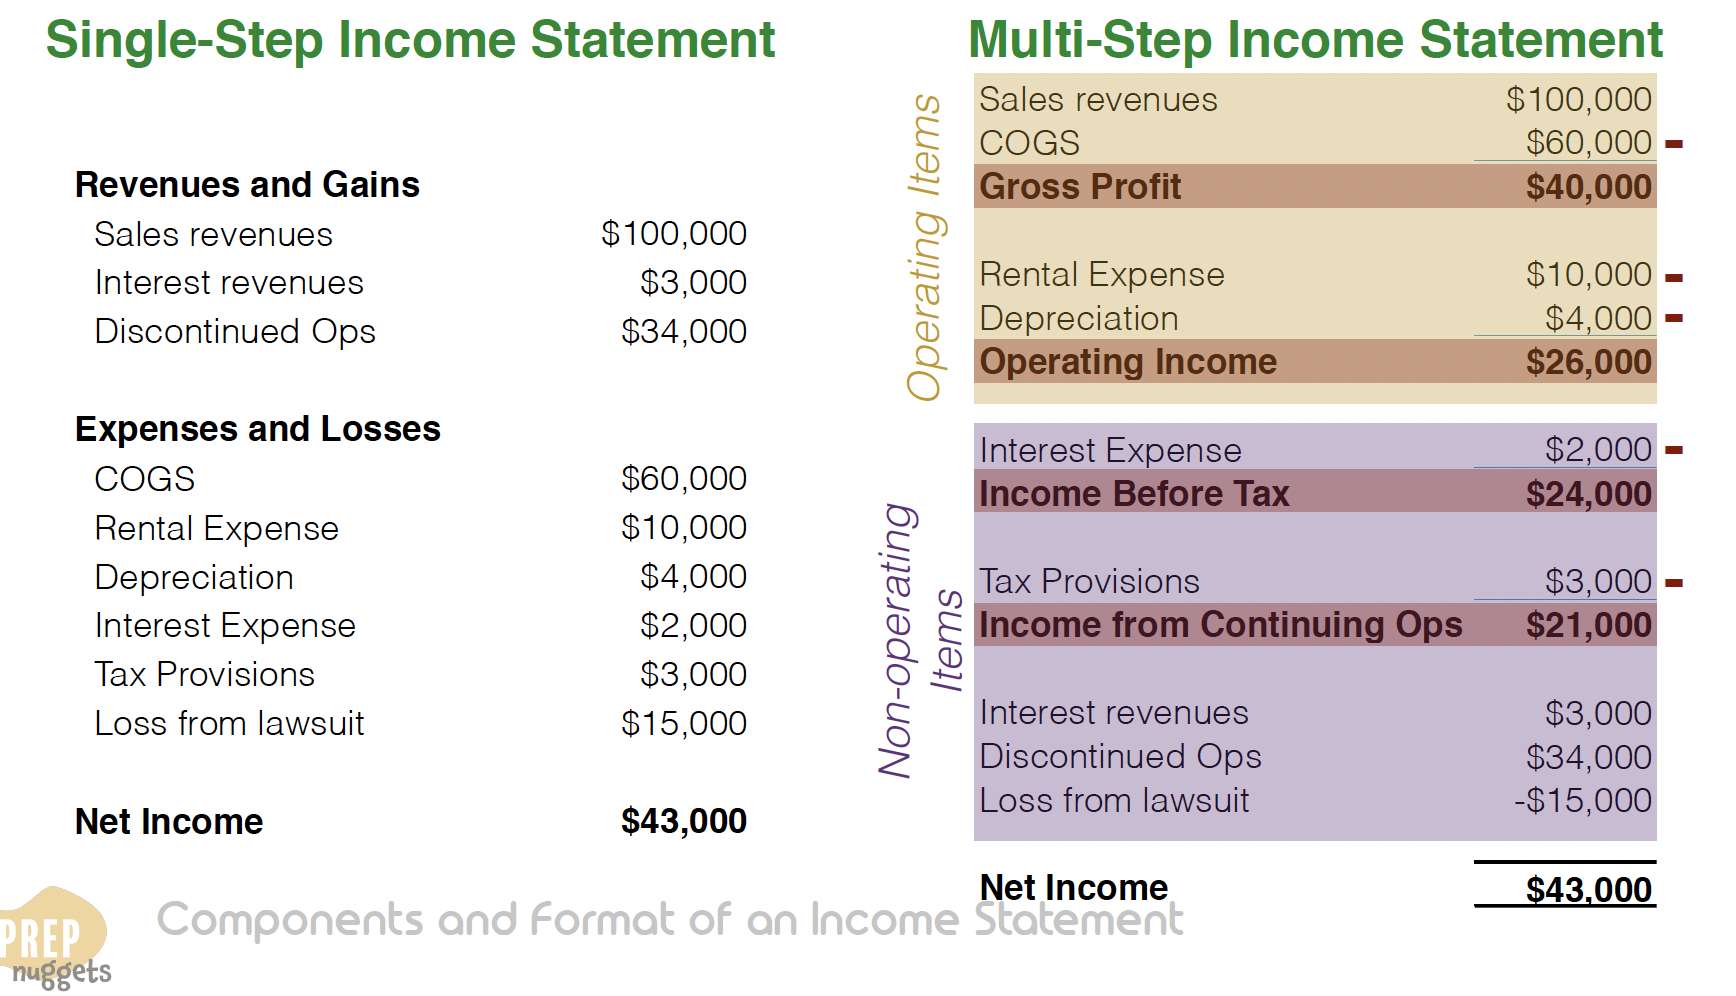 Single-Step Income Statement
Revenues and Gains
Sales revenues $100,000
Interest revenues $3,000
Discontinued Ops $34,000
Expenses and Losses
COGS $60,000
Rental Expense $10,000
Depreciation $4,000
Interest Expense $2,000
Tax Provisions $3,000
Loss from lawsuit $15,000
Net Income $43,000
Multi-Step Income Statement
Operating Items
Sales revenues $100,000
COGS $60,000 -
Gross Profit $40,000
Rental Expense $10,000 -
Depreciation $4,000 -
Operating Income $26,000
Non-operating
Items
Interest Expense $2,000 -
Income Before Tax $24,000
Tax Provisions $3,000 -
Income from Continuing Ops $21,000
Interest revenues $3,000
Discontinued Ops $34,000
Loss from lawsuit -$15,000
Net Income $43,000
PREP
nuggets
Components and Format of an Income Statement